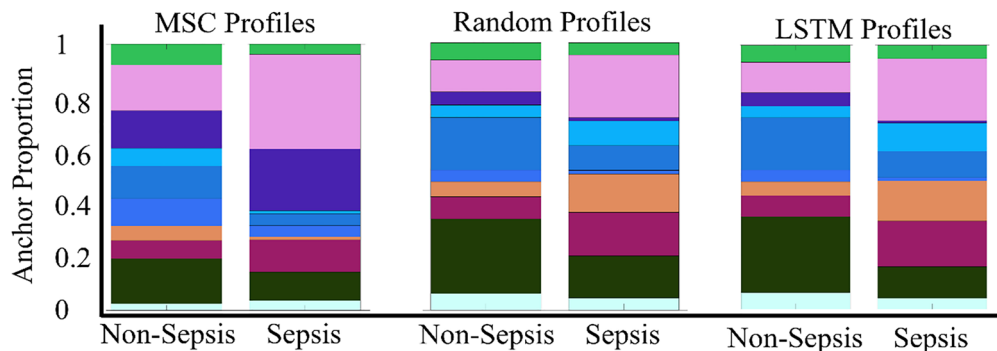 MSC Profiles
Random Profiles
LSTM Profiles
Anchor Proportion
1
0.8
0.6
0.4
0.2
0
Non-Sepsis
Sepsis
Non-Sepsis
Sepsis
Non-Sepsis
Sepsis